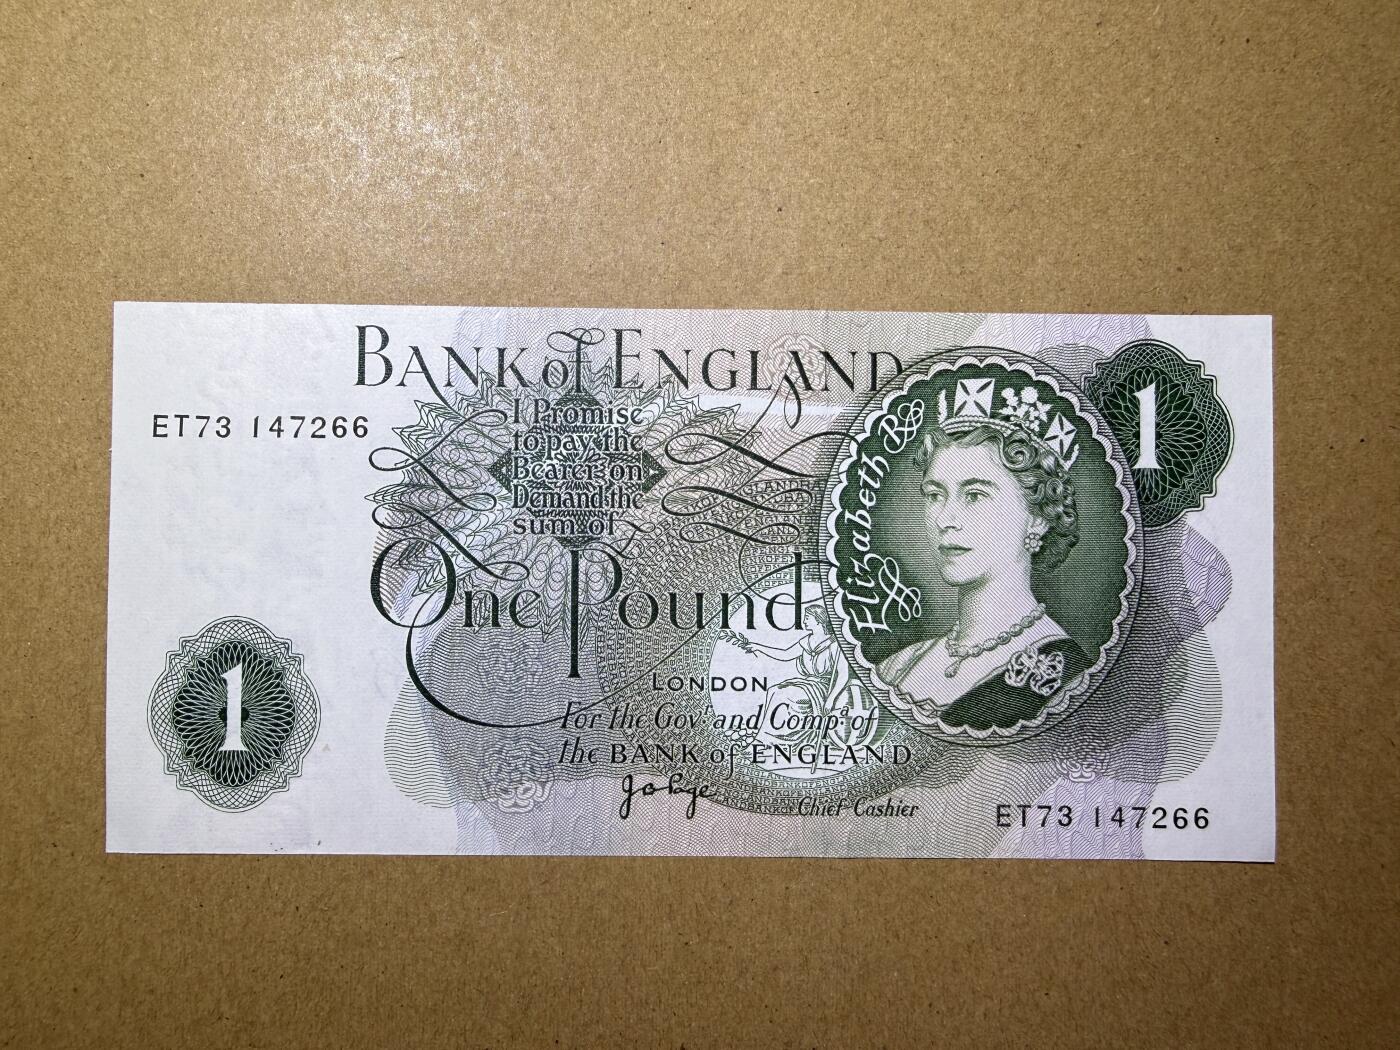 BANK of ENGLAND
ET73 147266
I Promise
to pay the
Bearer on
Demand the
sum of
One Pound
Elizabeth R
1
LONDON
For the Govr. and Compa. of
the BANK of ENGLAND
1
JB Page
Chief Cashier
ET73 147266